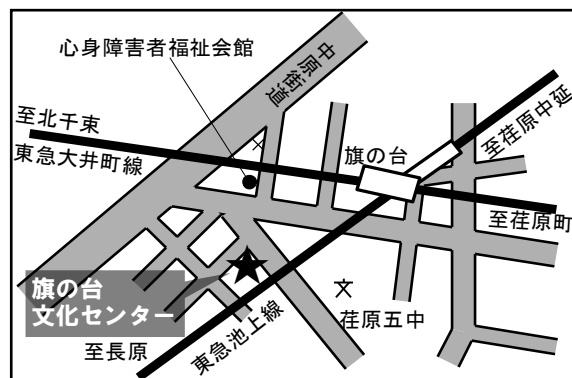 心身障害者福祉会館
中原街道
至北千束
東急大井町線
旗の台
至荏原中延
至荏原町
旗の台
文化センター
荏原五中
東急池上線
至長原